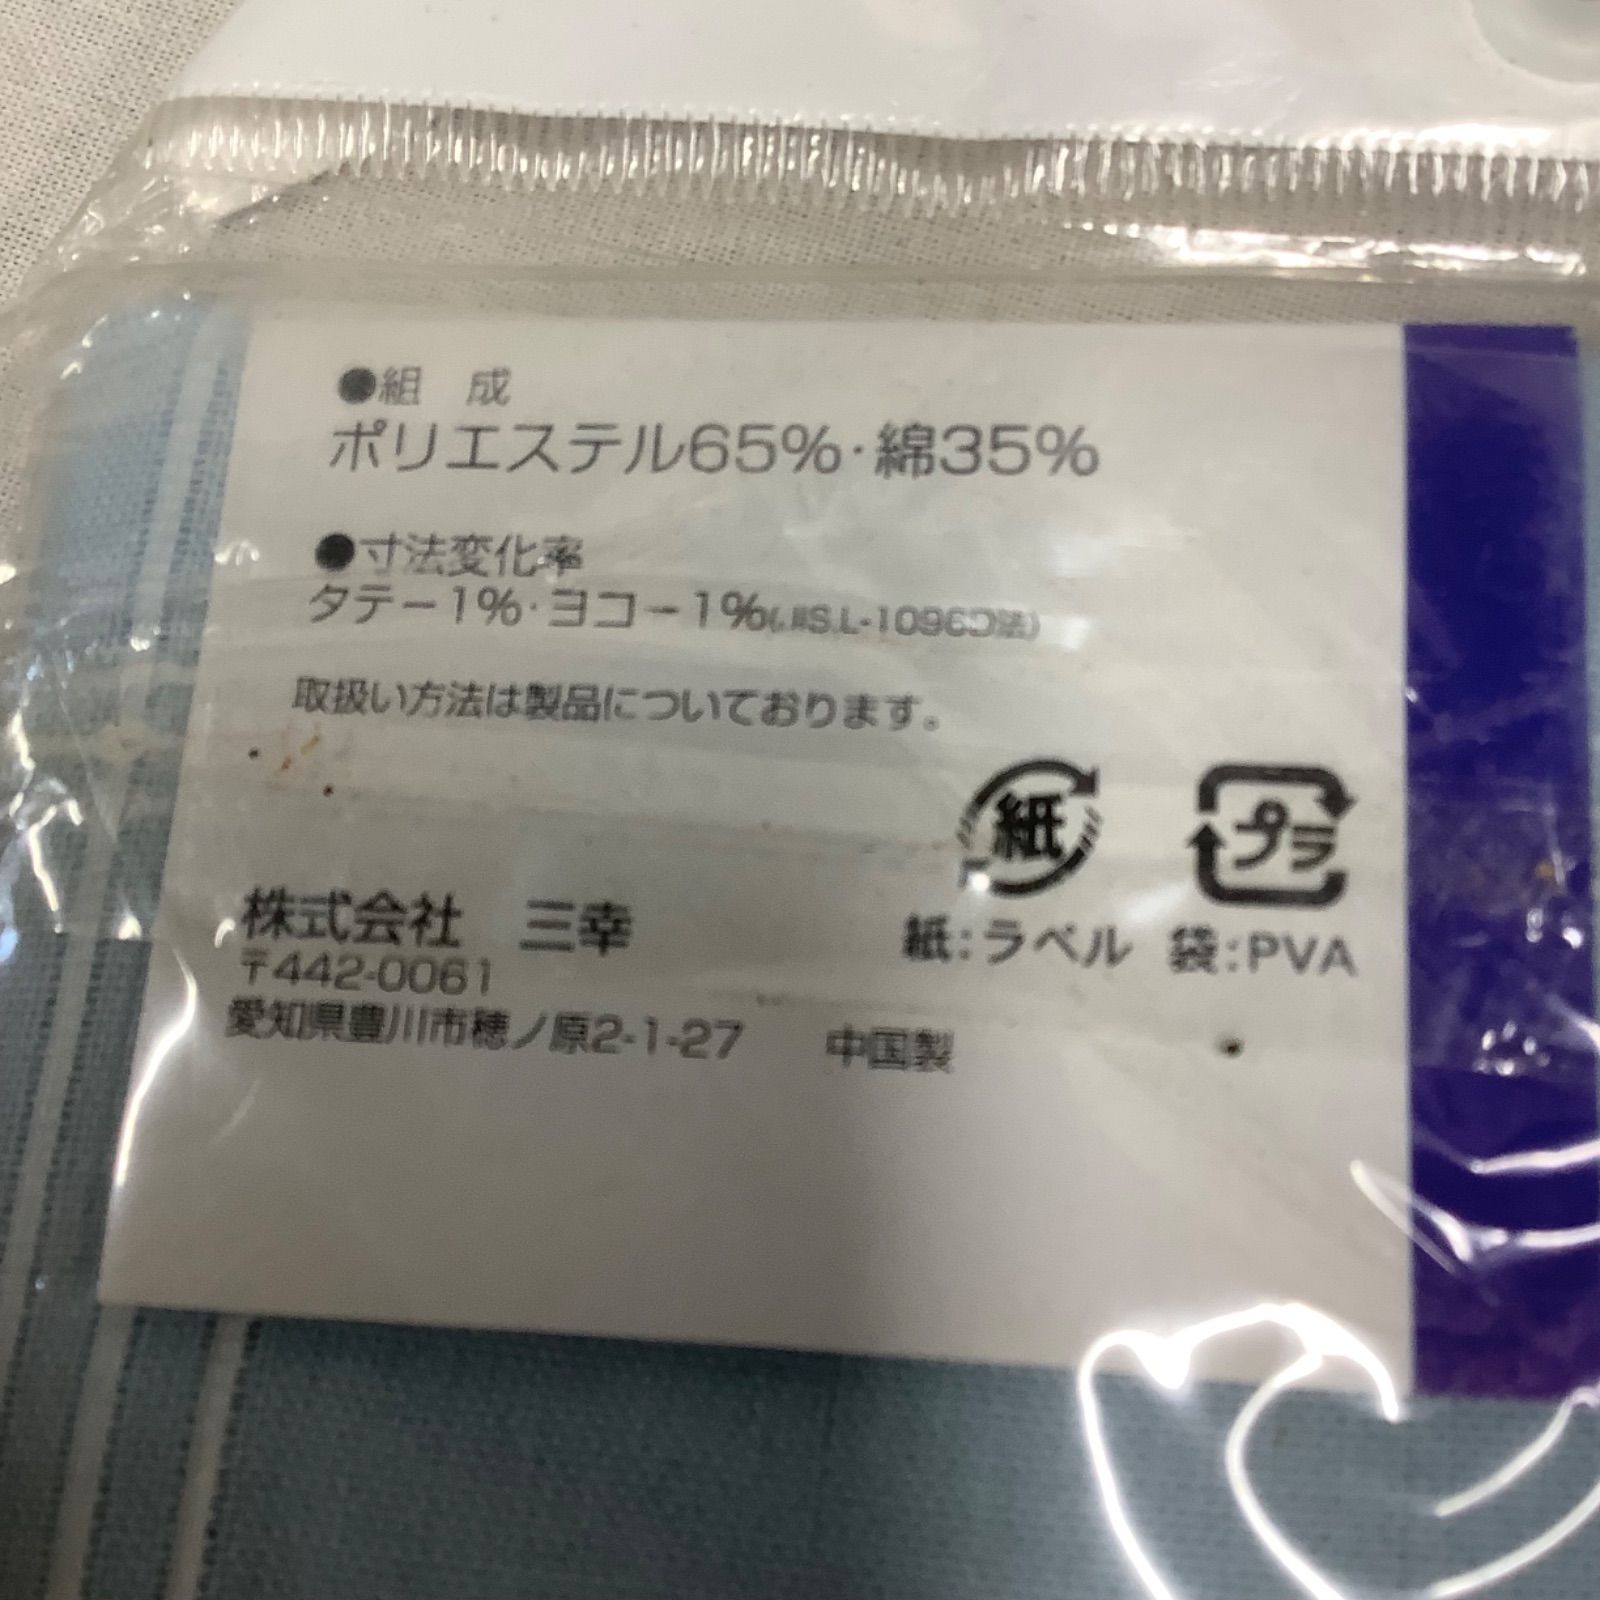 ●組　成
ポリエステル65%・綿35%
●寸法変化率
タテー1%・ヨコー1%(JIS.L-1096D法)
取扱い方法は製品についております。
紙
プラ
紙:ラベル　袋:PVA
株式会社　三幸
〒442-0061
愛知県豊川市穂ノ原2-1-27　中国製